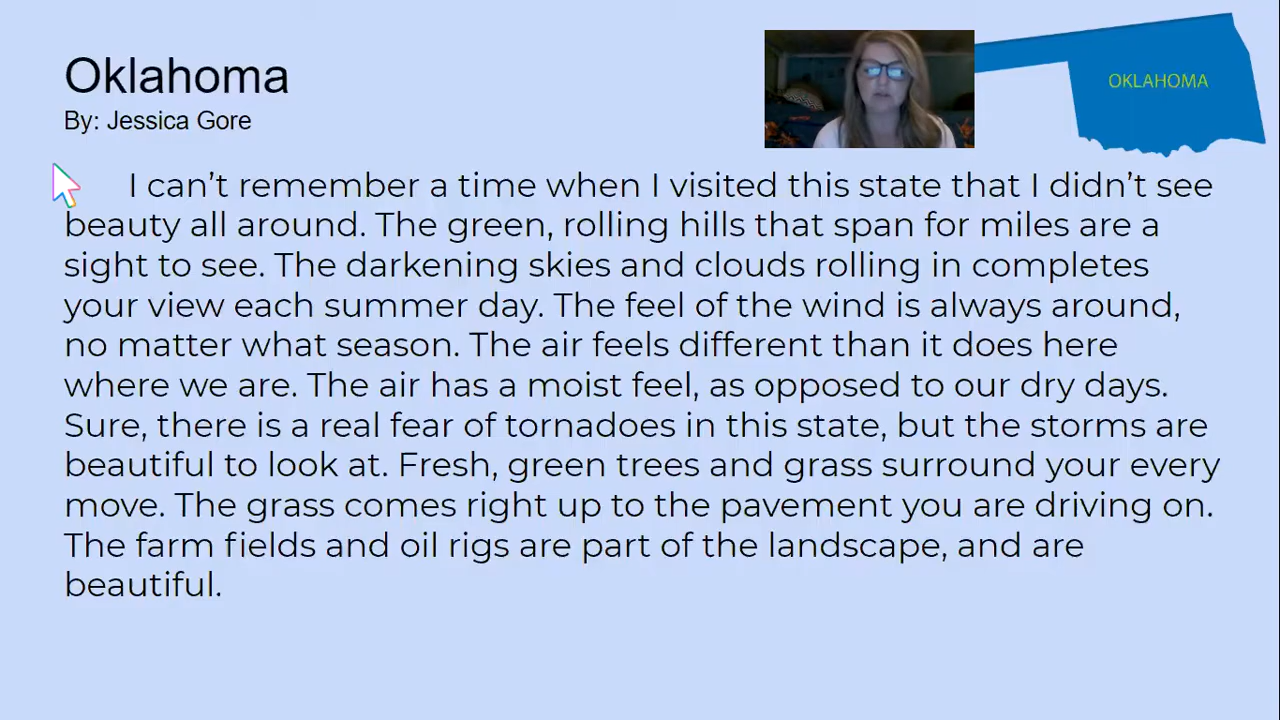 Oklahoma
By: Jessica Gore
OKLAHOMA
I can’t remember a time when I visited this state that I didn’t see
beauty all around. The green, rolling hills that span for miles are a
sight to see. The darkening skies and clouds rolling in completes
your view each summer day. The feel of the wind is always around,
no matter what season. The air feels different than it does here
where we are. The air has a moist feel, as opposed to our dry days.
Sure, there is a real fear of tornadoes in this state, but the storms are
beautiful to look at. Fresh, green trees and grass surround your every
move. The grass comes right up to the pavement you are driving on.
The farm fields and oil rigs are part of the landscape, and are
beautiful.